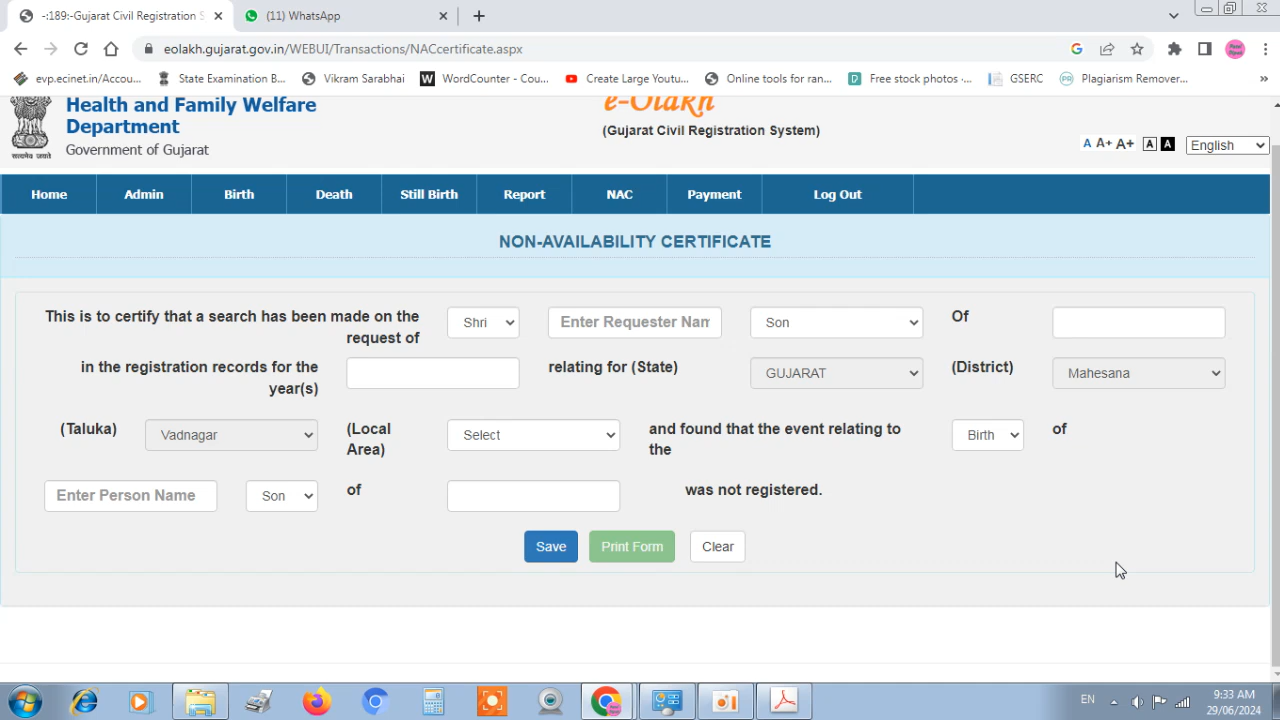 -:189:-Gujarat Civil Registration S
(11) WhatsApp
eolakh.gujarat.gov.in/WEBUI/Transactions/NACcertificate.aspx
evp.ecinet.in/Accou... State Examination B... Vikram Sarabhai WordCounter - Cou... Create Large Youtu... Online tools for ran... Free stock photos ·... GSERC Plagiarism Remover... »
Health and Family Welfare
Department
Government of Gujarat
सत्यमेव जयते
e-Olakh
(Gujarat Civil Registration System)
A A+ A+ A A English
Home Admin Birth Death Still Birth Report NAC Payment Log Out
NON-AVAILABILITY CERTIFICATE
This is to certify that a search has been made on the
request of
Shri Enter Requester Nam Son Of
in the registration records for the
year(s)
relating for (State) GUJARAT (District) Mahesana
(Taluka) Vadnagar (Local
Area)
Select and found that the event relating to
the
Birth of
Enter Person Name Son of was not registered.
Save Print Form Clear
EN
9:33 AM
29/06/2024